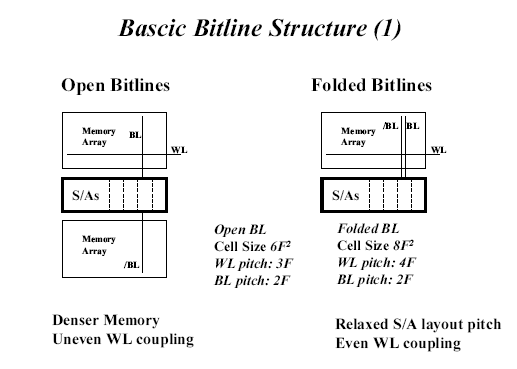 Bascic Bitline Structure (1)
Open Bitlines
Memory
Array
BL
WL
S/As
Memory
Array
/BL
Open BL
Cell Size 6F²
WL pitch: 3F
BL pitch: 2F
Denser Memory
Uneven WL coupling
Folded Bitlines
Memory
Array
/BL BL
WL
S/As
Folded BL
Cell Size 8F²
WL pitch: 4F
BL pitch: 2F
Relaxed S/A layout pitch
Even WL coupling